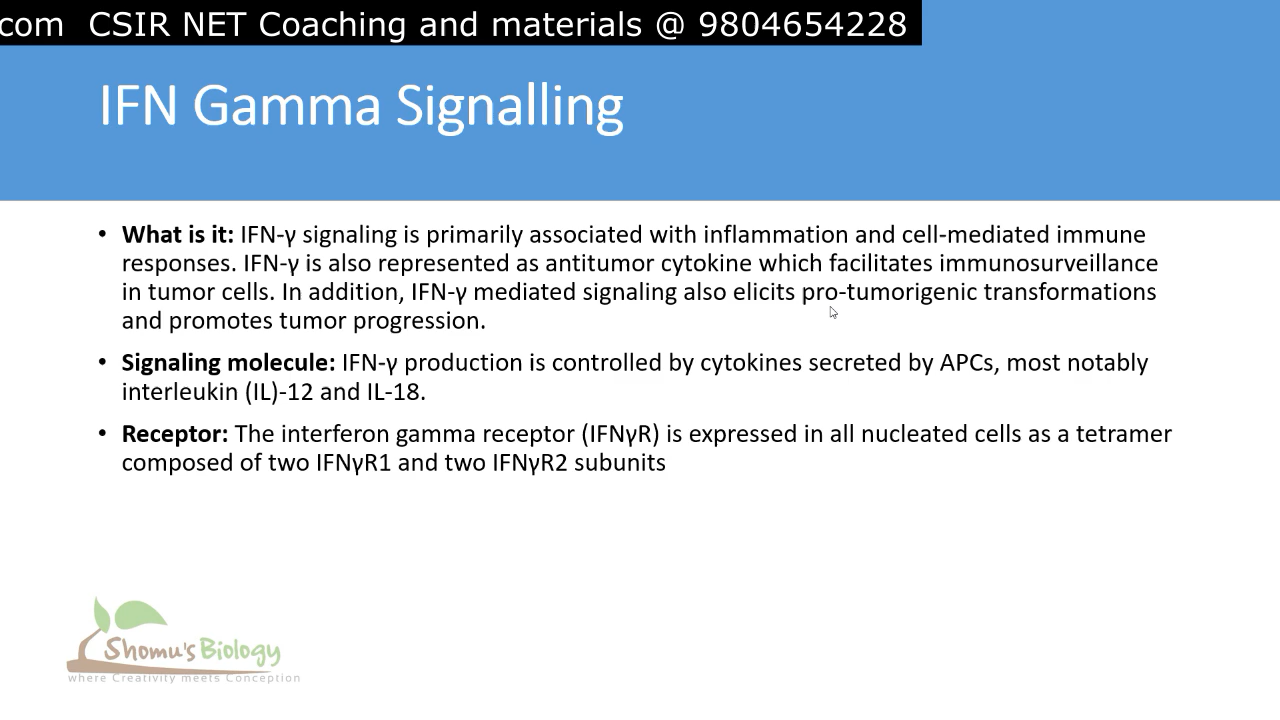 com  CSIR NET Coaching and materials @ 9804654228
IFN Gamma Signalling
• What is it: IFN-γ signaling is primarily associated with inflammation and cell-mediated immune
responses. IFN-γ is also represented as antitumor cytokine which facilitates immunosurveillance
in tumor cells. In addition, IFN-γ mediated signaling also elicits pro-tumorigenic transformations
and promotes tumor progression.
• Signaling molecule: IFN-γ production is controlled by cytokines secreted by APCs, most notably
interleukin (IL)-12 and IL-18.
• Receptor: The interferon gamma receptor (IFNγR) is expressed in all nucleated cells as a tetramer
composed of two IFNγR1 and two IFNγR2 subunits
Shomu's Biology
where Creativity meets Conception